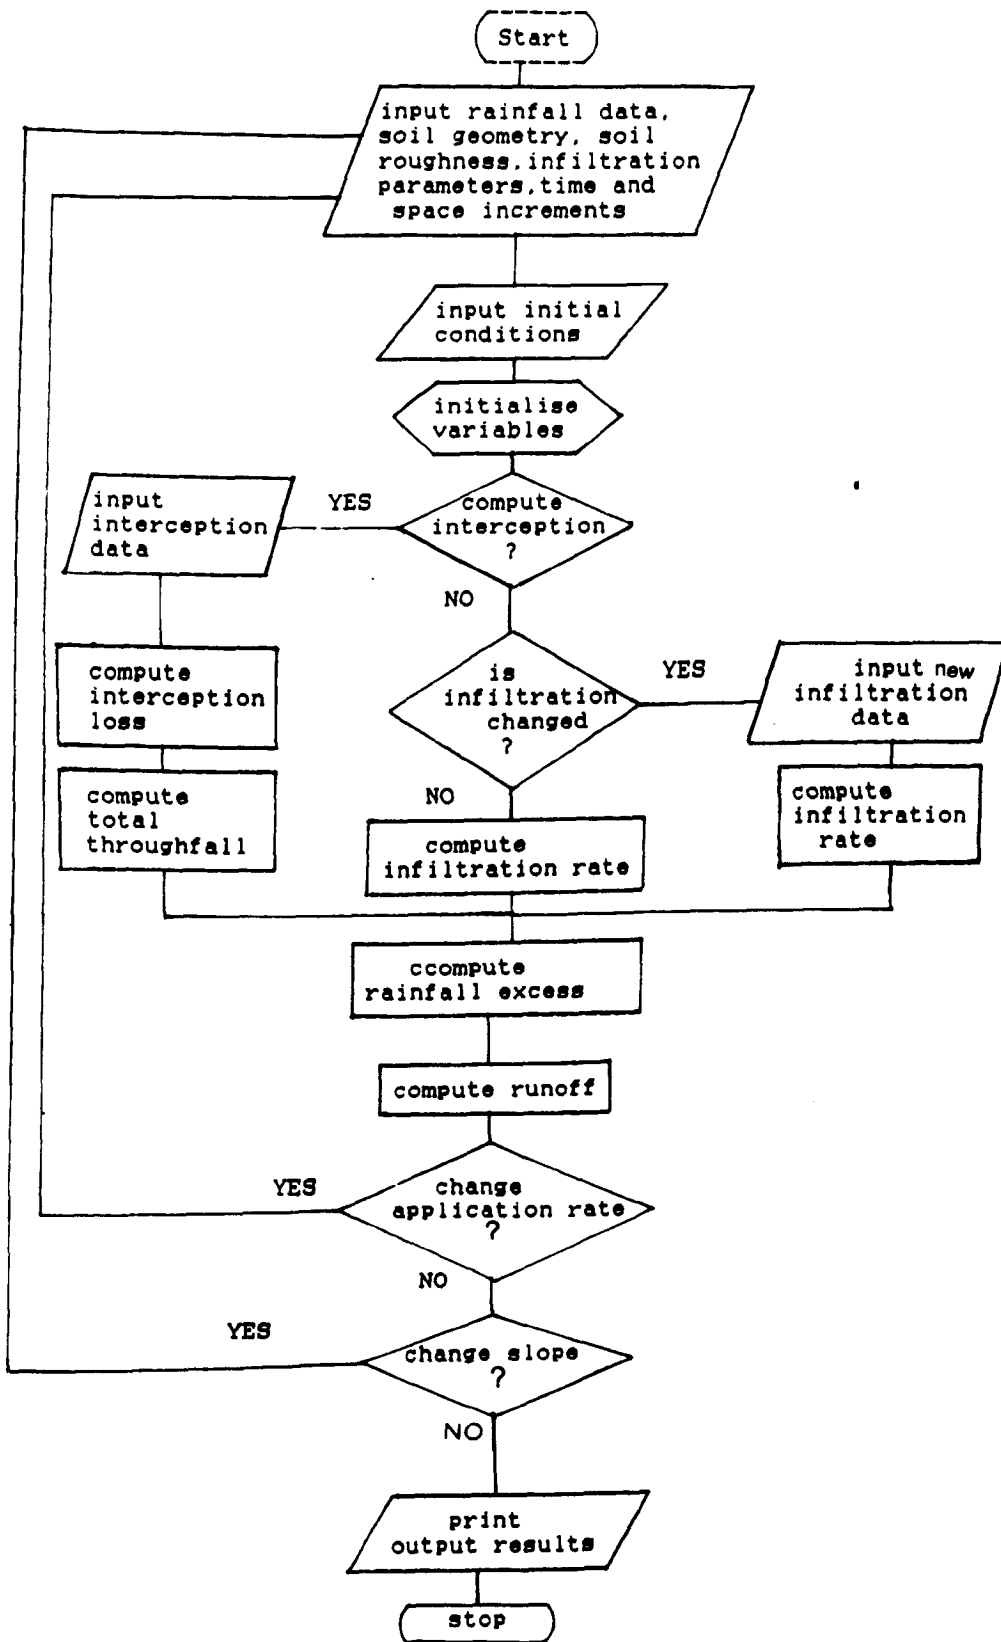 Start
input rainfall data,
soil geometry, soil
roughness,infiltration
parameters,time and
space increments
input initial
conditions
initialise
variables
compute
interception
?
YES
NO
input
interception
data
compute
interception
loss
compute
total
throughfall
is
infiltration
changed
?
YES
NO
input new
infiltration
data
compute
infiltration
rate
compute
infiltration rate
ccompute
rainfall excess
compute runoff
change
application rate
?
YES
NO
change slope
?
YES
NO
print
output results
stop